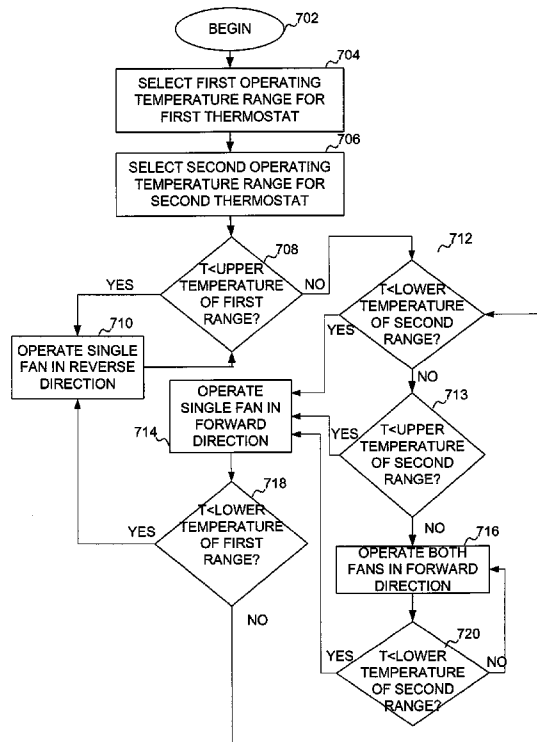 BEGIN
702
704
SELECT FIRST OPERATING
TEMPERATURE RANGE FOR
FIRST THERMOSTAT
706
SELECT SECOND OPERATING
TEMPERATURE RANGE FOR
SECOND THERMOSTAT
708
T<UPPER
TEMPERATURE
OF FIRST
RANGE?
YES
NO
712
T<LOWER
TEMPERATURE
OF SECOND
RANGE?
YES
NO
710
OPERATE SINGLE
FAN IN REVERSE
DIRECTION
OPERATE
SINGLE FAN IN
FORWARD
DIRECTION
714
713
T<UPPER
TEMPERATURE
OF SECOND
RANGE?
YES
NO
718
T<LOWER
TEMPERATURE
OF FIRST
RANGE?
YES
NO
716
OPERATE BOTH
FANS IN FORWARD
DIRECTION
720
T<LOWER
TEMPERATURE
OF SECOND
RANGE?
YES
NO